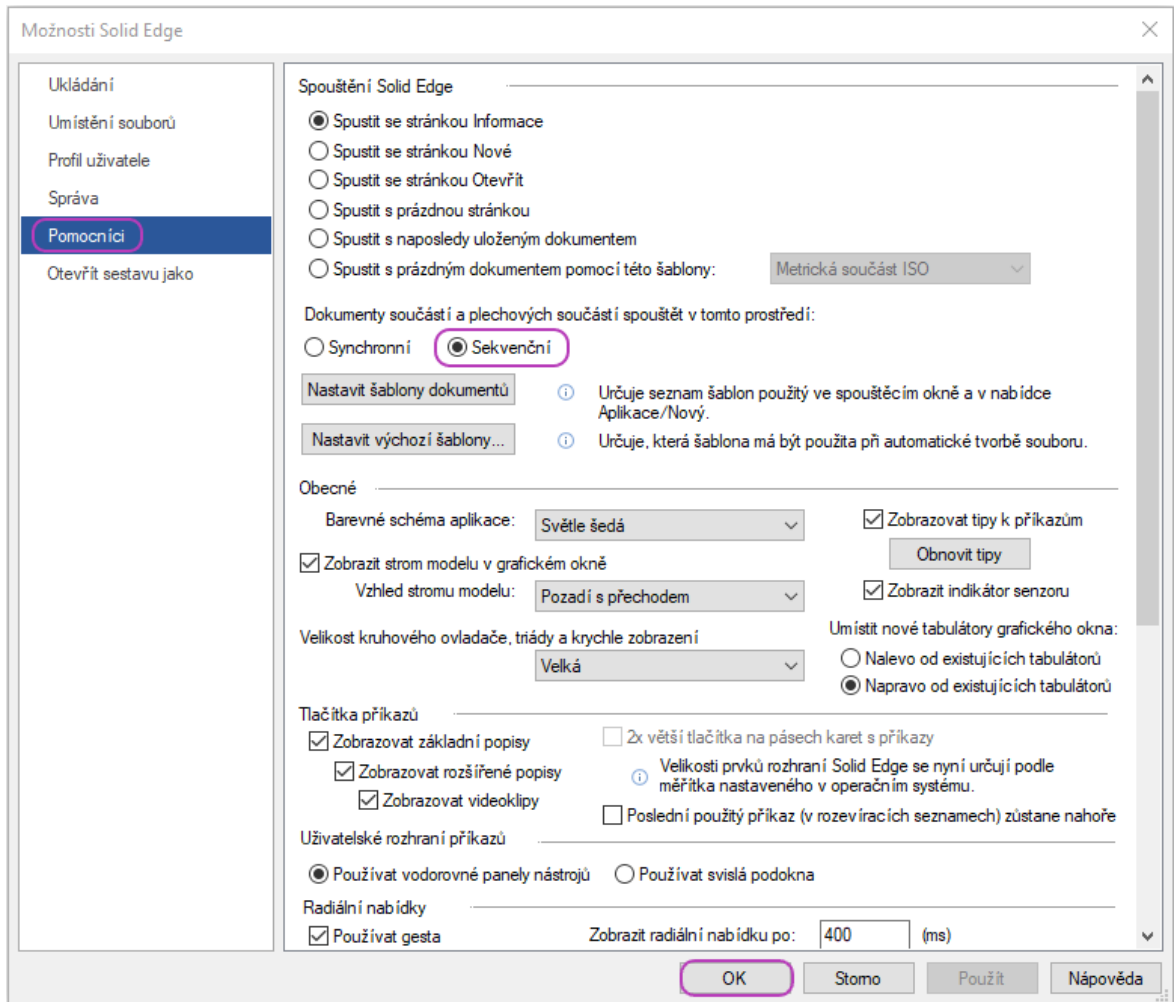 Možnosti Solid Edge
Ukládání
Umístění souborů
Profil uživatele
Správa
Pomocníci
Otevřít sestavu jako
Spouštění Solid Edge
Spustit se stránkou Informace
Spustit se stránkou Nové
Spustit se stránkou Otevřít
Spustit s prázdnou stránkou
Spustit s naposledy uloženým dokumentem
Spustit s prázdným dokumentem pomocí této šablony: Metrická součást ISO
Dokumenty součástí a plechových součástí spouštět v tomto prostředí:
Synchronní Sekvenční
Nastavit šablony dokumentů Určuje seznam šablon použitý ve spouštěcím okně a v nabídce
Aplikace/Nový.
Nastavit výchozí šablony... Určuje, která šablona má být použita při automatické tvorbě souboru.
Obecné
Barevné schéma aplikace: Světle šedá Zobrazovat tipy k příkazům
Obnovit tipy
Zobrazit strom modelu v grafickém okně
Vzhled stromu modelu: Pozadí s přechodem Zobrazit indikátor senzoru
Velikost kruhového ovladače, triády a krychle zobrazení Umístit nové tabulátory grafického okna:
Velká Nalevo od existujících tabulátorů
Napravo od existujících tabulátorů
Tlačítka příkazů
Zobrazovat základní popisy 2x větší tlačítka na pásech karet s příkazy
Zobrazovat rozšířené popisy Velikosti prvků rozhraní Solid Edge se nyní určují podle
měřítka nastaveného v operačním systému.
Zobrazovat videoklipy
Poslední použitý příkaz (v rozevíracích seznamech) zůstane nahoře
Uživatelské rozhraní příkazů
Používat vodorovné panely nástrojů Používat svislá podokna
Radiální nabídky
Používat gesta Zobrazit radiální nabídku po: 400 (ms)
OK Storno Použít Nápověda